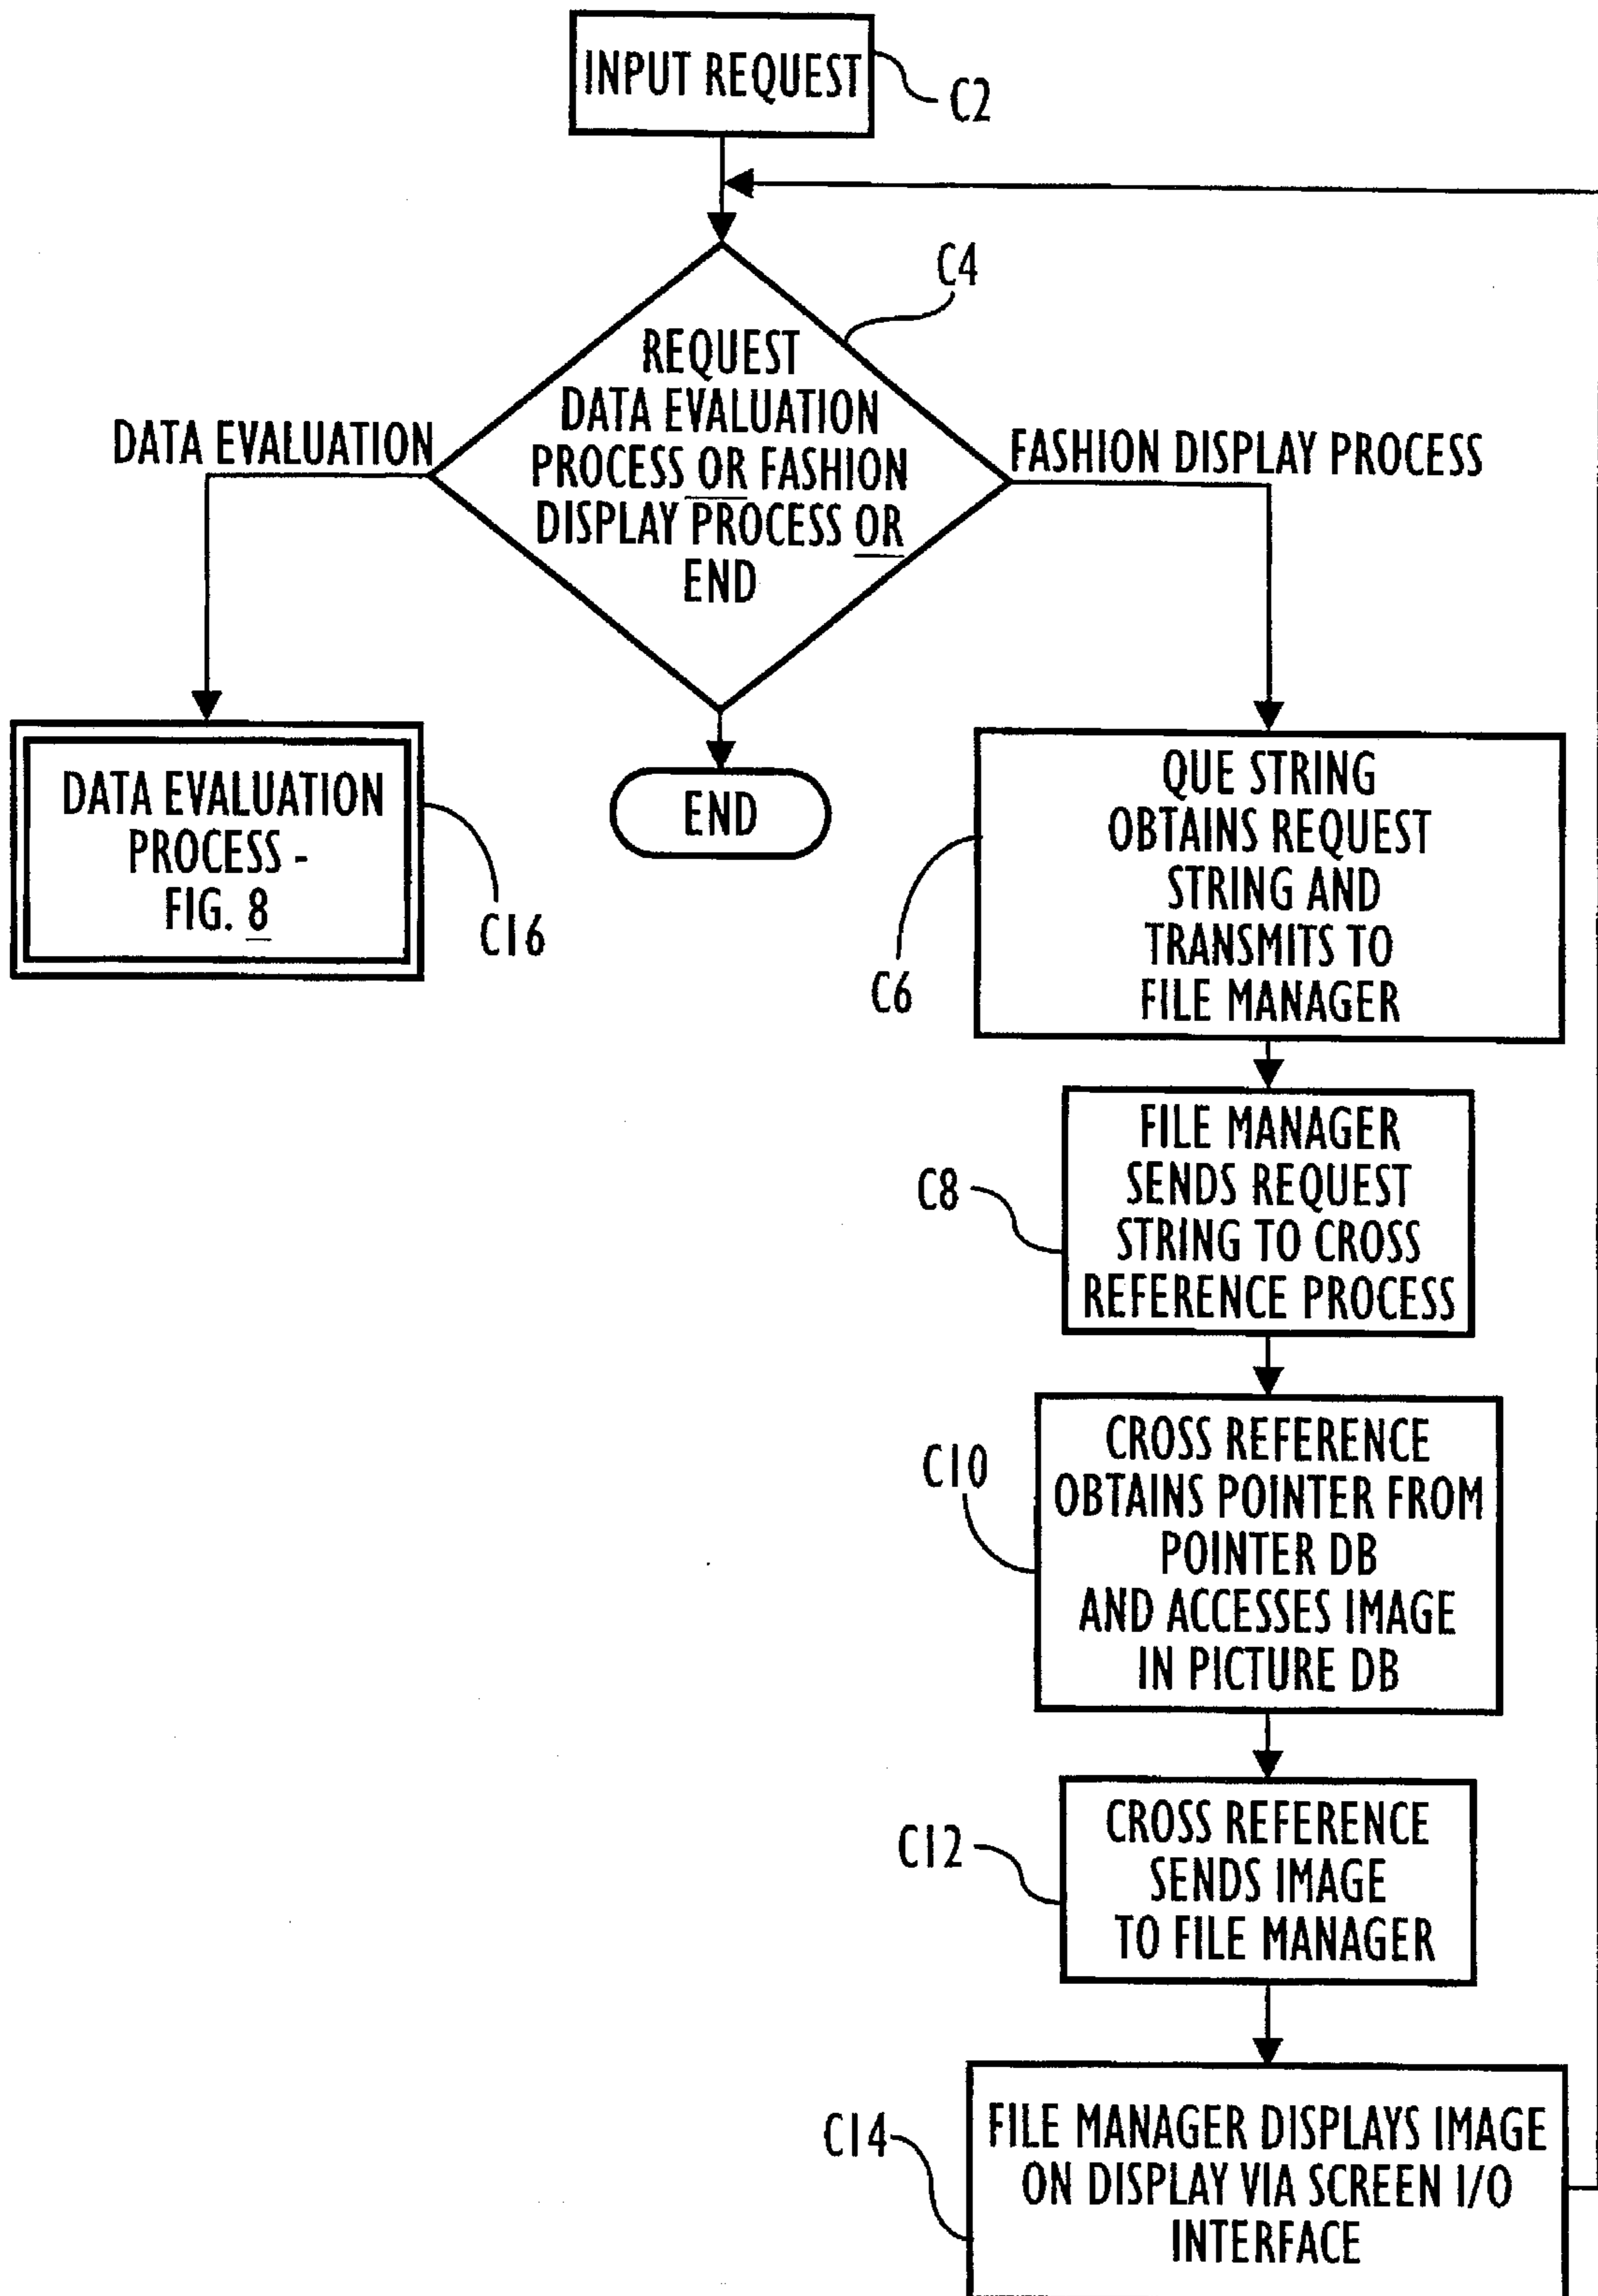 INPUT REQUEST
C2
C4
REQUEST
DATA EVALUATION
PROCESS OR FASHION
DISPLAY PROCESS OR
END
DATA EVALUATION
FASHION DISPLAY PROCESS
DATA EVALUATION
PROCESS -
FIG. 8
C16
END
QUE STRING
OBTAINS REQUEST
STRING AND
TRANSMITS TO
FILE MANAGER
C6
FILE MANAGER
SENDS REQUEST
STRING TO CROSS
REFERENCE PROCESS
C8
CROSS REFERENCE
OBTAINS POINTER FROM
POINTER DB
AND ACCESSES IMAGE
IN PICTURE DB
C10
CROSS REFERENCE
SENDS IMAGE
TO FILE MANAGER
C12
FILE MANAGER DISPLAYS IMAGE
ON DISPLAY VIA SCREEN I/O
INTERFACE
C14